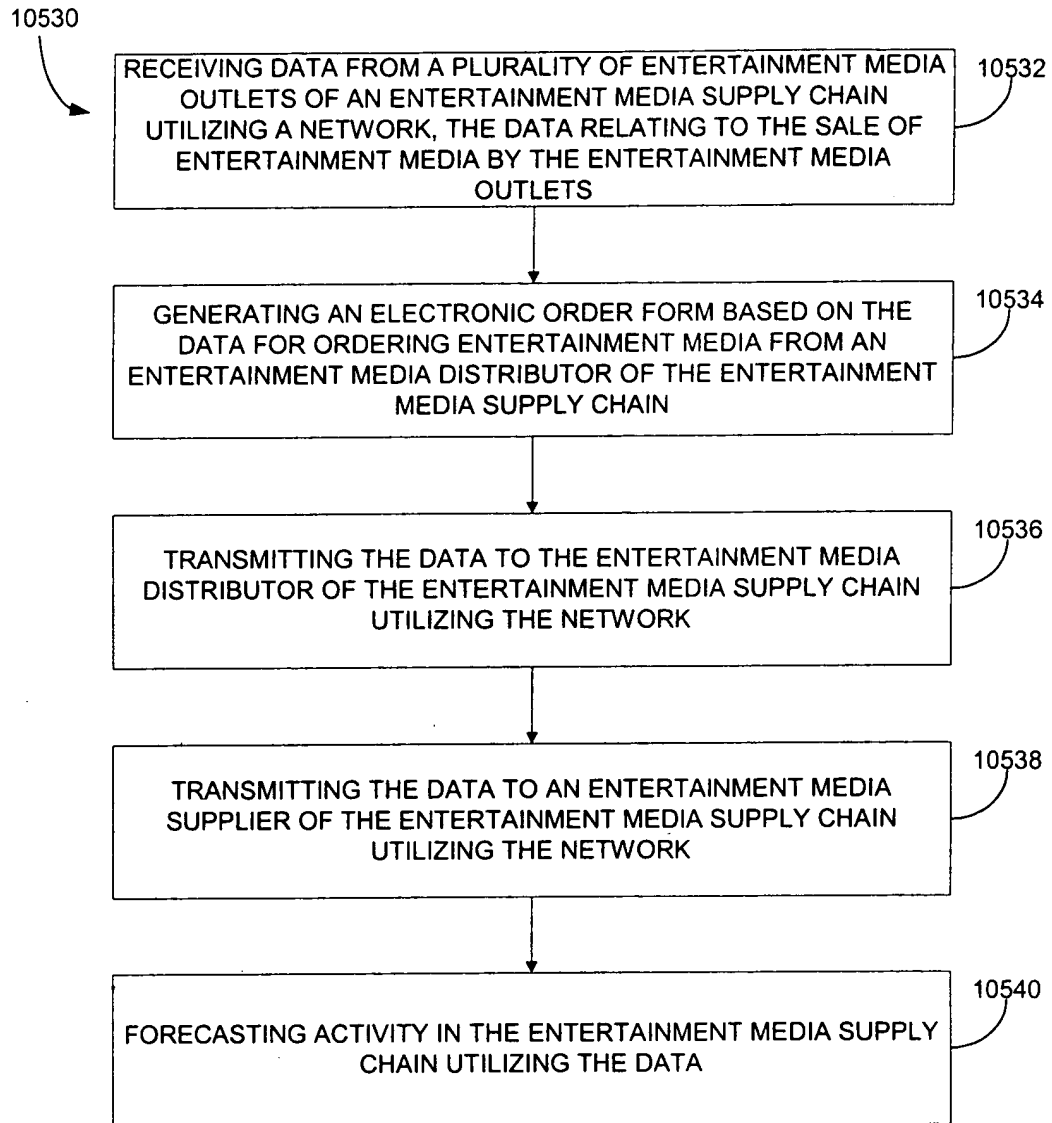 10530
RECEIVING DATA FROM A PLURALITY OF ENTERTAINMENT MEDIA
OUTLETS OF AN ENTERTAINMENT MEDIA SUPPLY CHAIN
UTILIZING A NETWORK, THE DATA RELATING TO THE SALE OF
ENTERTAINMENT MEDIA BY THE ENTERTAINMENT MEDIA
OUTLETS
10532
GENERATING AN ELECTRONIC ORDER FORM BASED ON THE
DATA FOR ORDERING ENTERTAINMENT MEDIA FROM AN
ENTERTAINMENT MEDIA DISTRIBUTOR OF THE ENTERTAINMENT
MEDIA SUPPLY CHAIN
10534
TRANSMITTING THE DATA TO THE ENTERTAINMENT MEDIA
DISTRIBUTOR OF THE ENTERTAINMENT MEDIA SUPPLY CHAIN
UTILIZING THE NETWORK
10536
TRANSMITTING THE DATA TO AN ENTERTAINMENT MEDIA
SUPPLIER OF THE ENTERTAINMENT MEDIA SUPPLY CHAIN
UTILIZING THE NETWORK
10538
FORECASTING ACTIVITY IN THE ENTERTAINMENT MEDIA SUPPLY
CHAIN UTILIZING THE DATA
10540